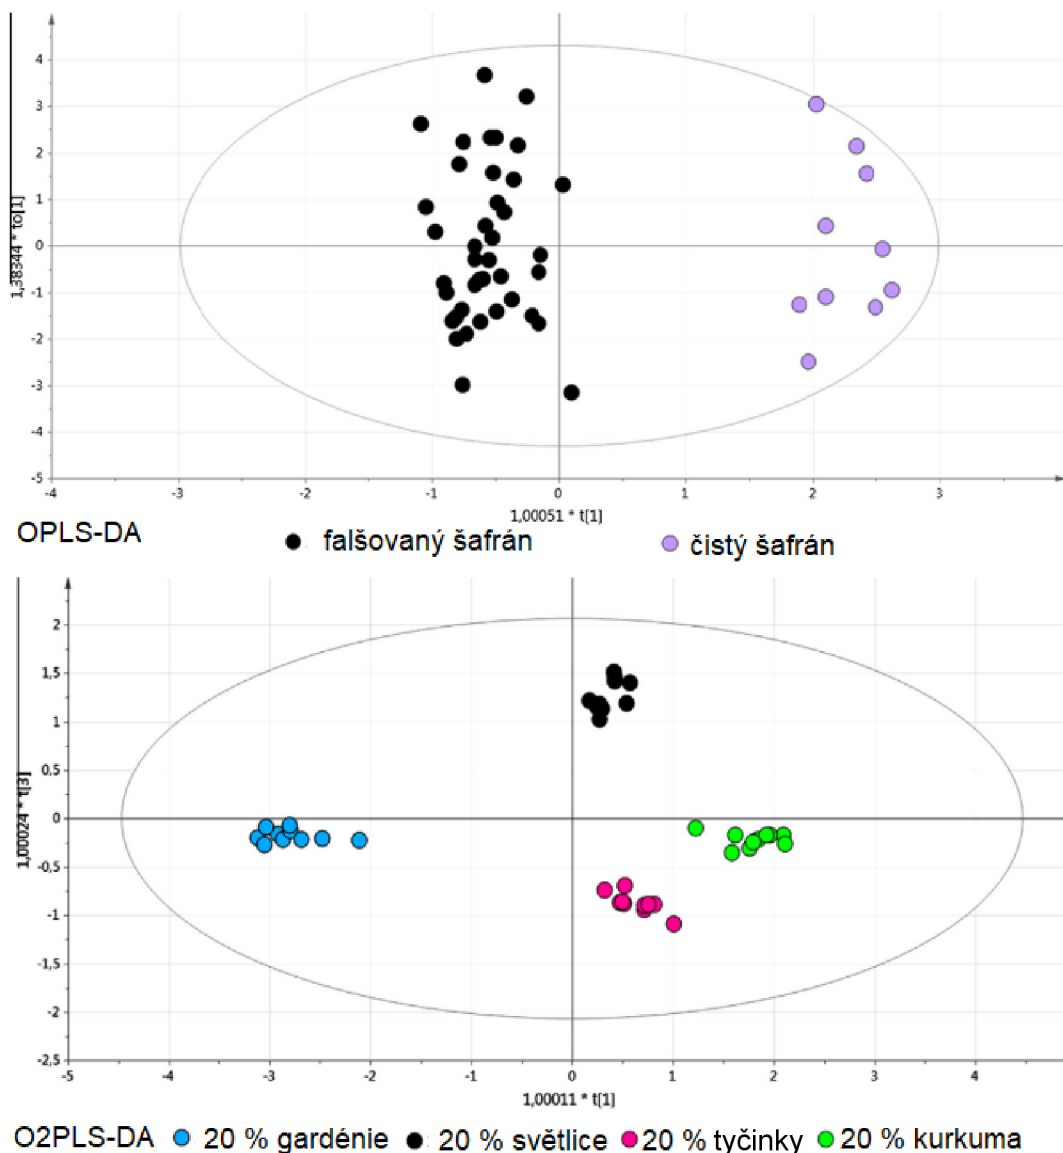 4
3
2
1
0
-1
-2
-3
-4
-5
1,38344 * to[1]
-4 -3 -2 -1 0 1 2 3
1,00051 * t[1]
OPLS-DA falšovaný šafrán čistý šafrán
2
1,5
1
0,5
0
-0,5
-1
-1,5
-2
-2,5
1,00024 * t[3]
-5 -4 -3 -2 -1 0 1 2 3 4
1,00011 * t[1]
O2PLS-DA 20 % gardénie 20 % světlice 20 % tyčinky 20 % kurkuma